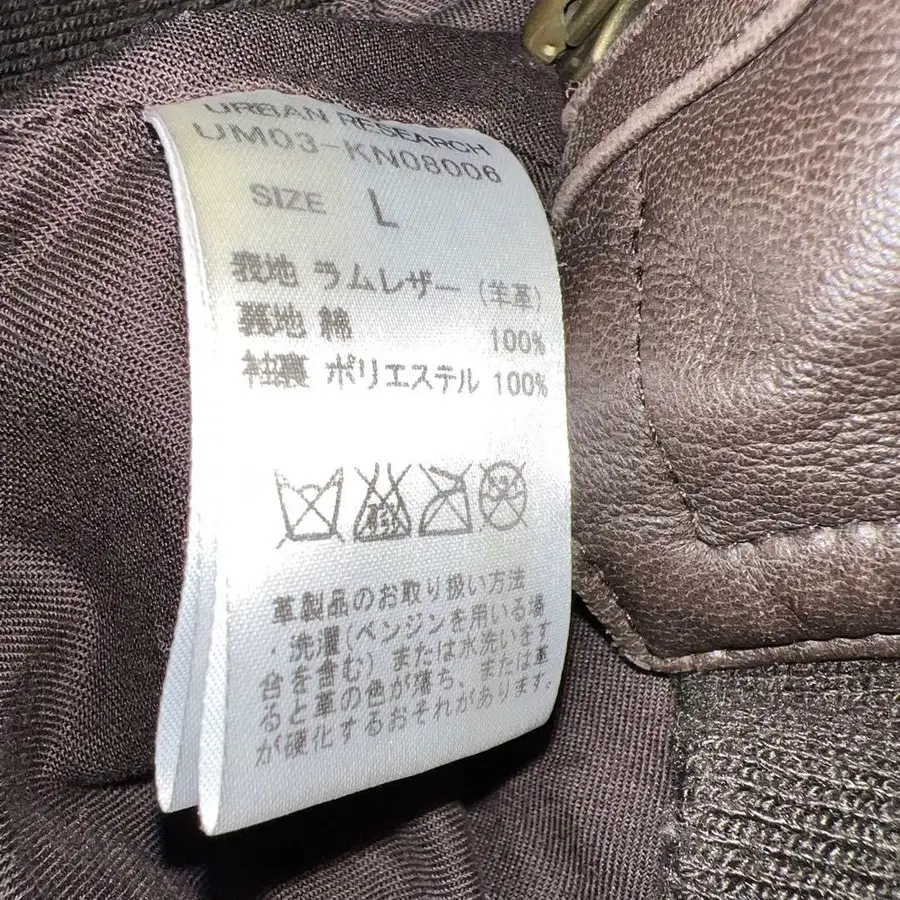 URBAN RESEARCH
UM03-KN08006
SIZE L
表地 ラムレザー (羊革)
裏地 綿 100%
袖裏 ポリエステル 100%
革製品のお取り扱い方法
・洗濯(ベンジンを用いる場
合を含む)または水洗いをす
ると革の色が落ち、または革
が硬化するおそれがあります。